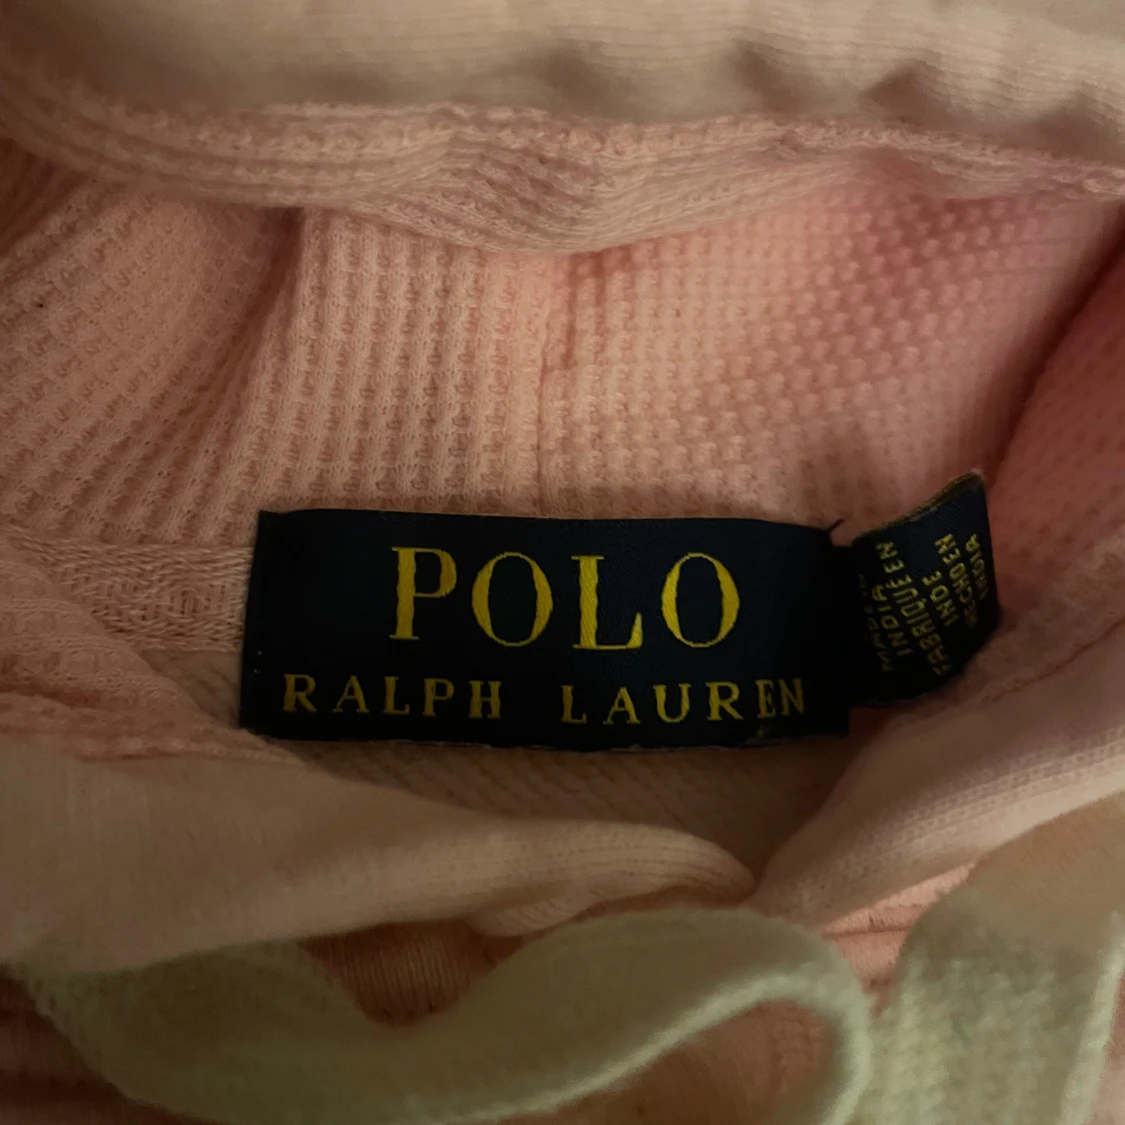 POLO
RALPH LAUREN
MADE IN
INDIA
FABRIQUÉ EN
INDE
HECHO EN
INDIA